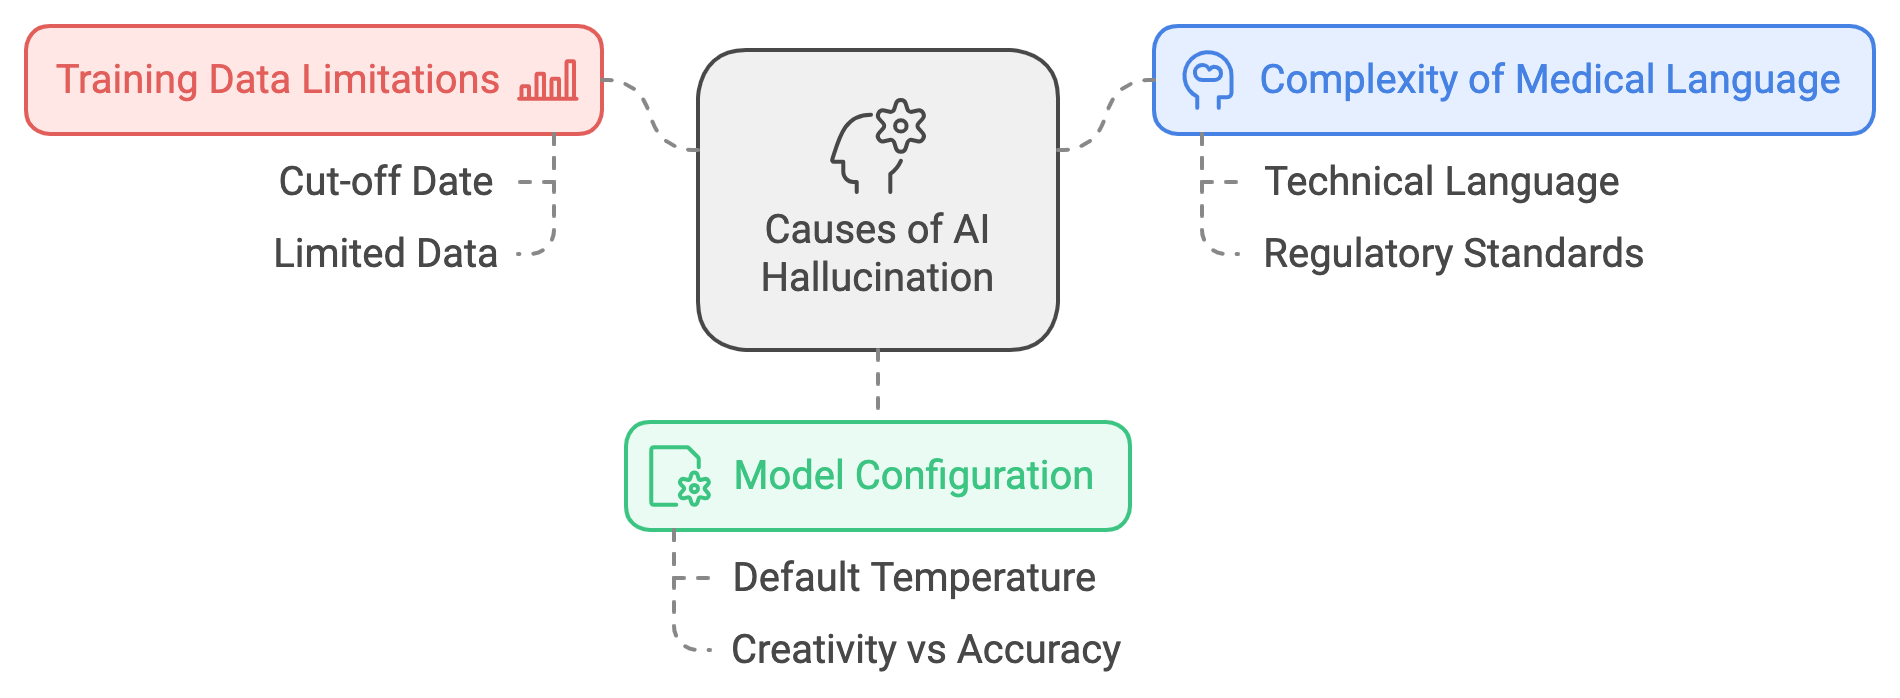 Training Data Limitations
Cut-off Date
Limited Data
Causes of AI
Hallucination
Complexity of Medical Language
Technical Language
Regulatory Standards
Model Configuration
Default Temperature
Creativity vs Accuracy